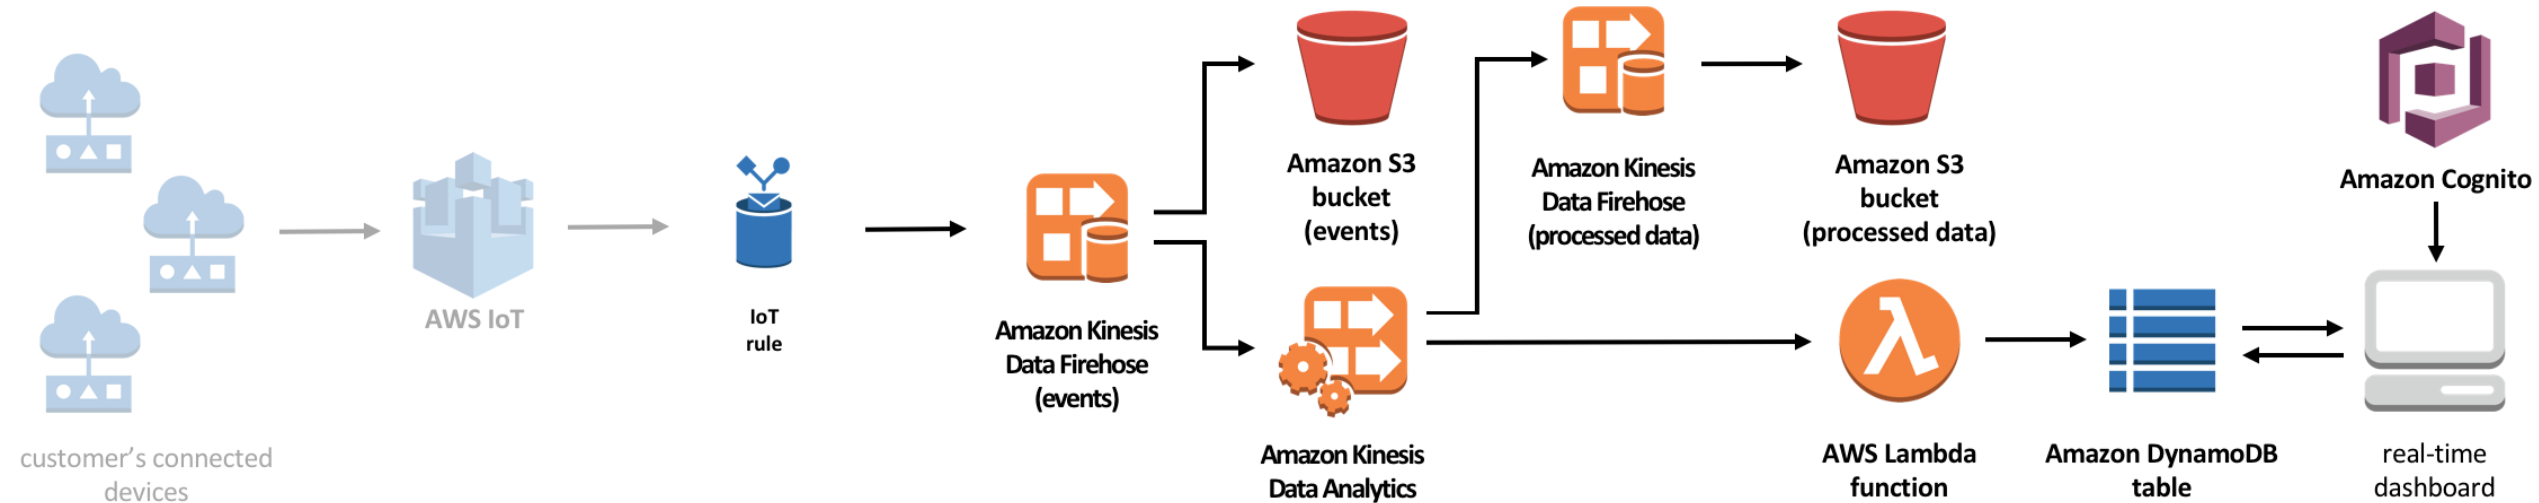 customer's connected
devices
AWS IoT
IoT
rule
Amazon Kinesis
Data Firehose
(events)
Amazon S3
bucket
(events)
Amazon Kinesis
Data Analytics
Amazon Kinesis
Data Firehose
(processed data)
Amazon S3
bucket
(processed data)
AWS Lambda
function
Amazon DynamoDB
table
Amazon Cognito
real-time
dashboard